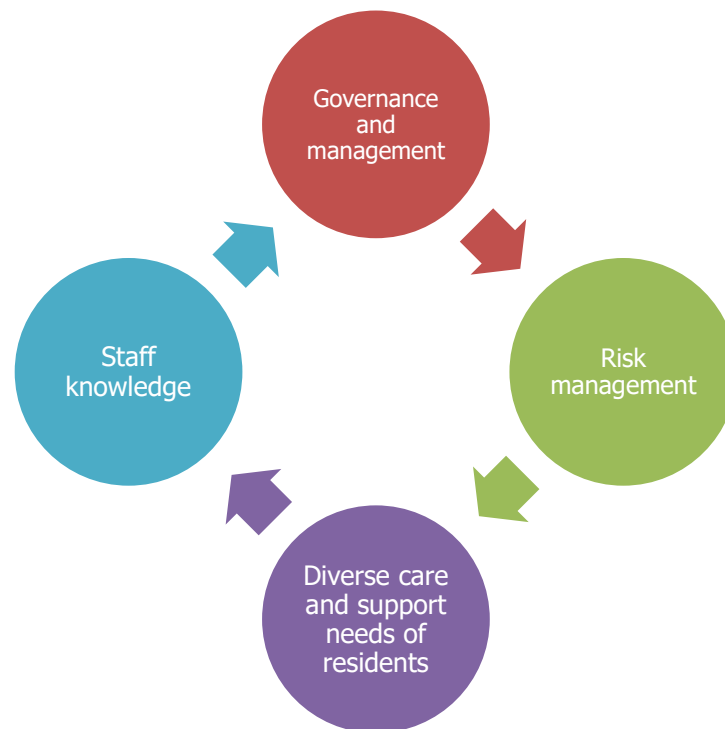 Governance
and
management
Risk
management
Diverse care
and support
needs of
residents
Staff
knowledge